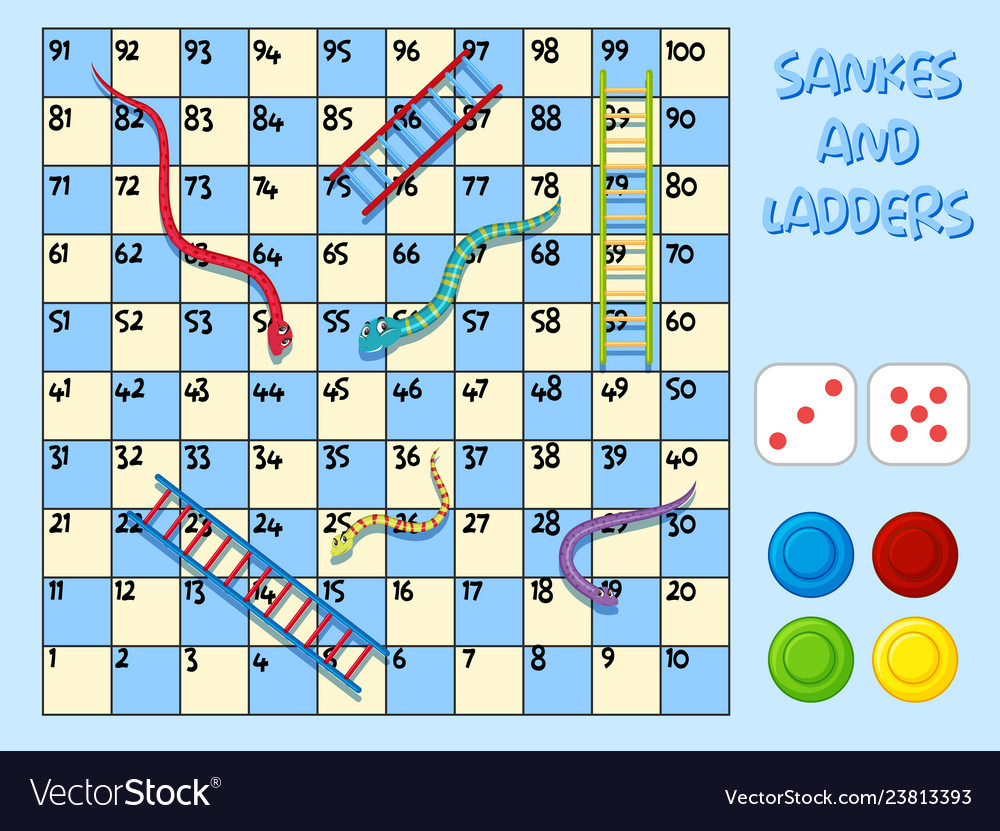 91 92 93 94 95 96 97 98 99 100
81 82 83 84 85 86 87 88 89 90
71 72 73 74 75 76 77 78 79 80
61 62 63 64 65 66 67 68 69 70
51 52 53 54 55 56 57 58 59 60
41 42 43 44 45 46 47 48 49 50
31 32 33 34 35 36 37 38 39 40
21 22 23 24 25 26 27 28 29 30
11 12 13 14 15 16 17 18 19 20
1 2 3 4 5 6 7 8 9 10
SANKES
AND
LADDERS
VectorStock®
VectorStock.com/23813393